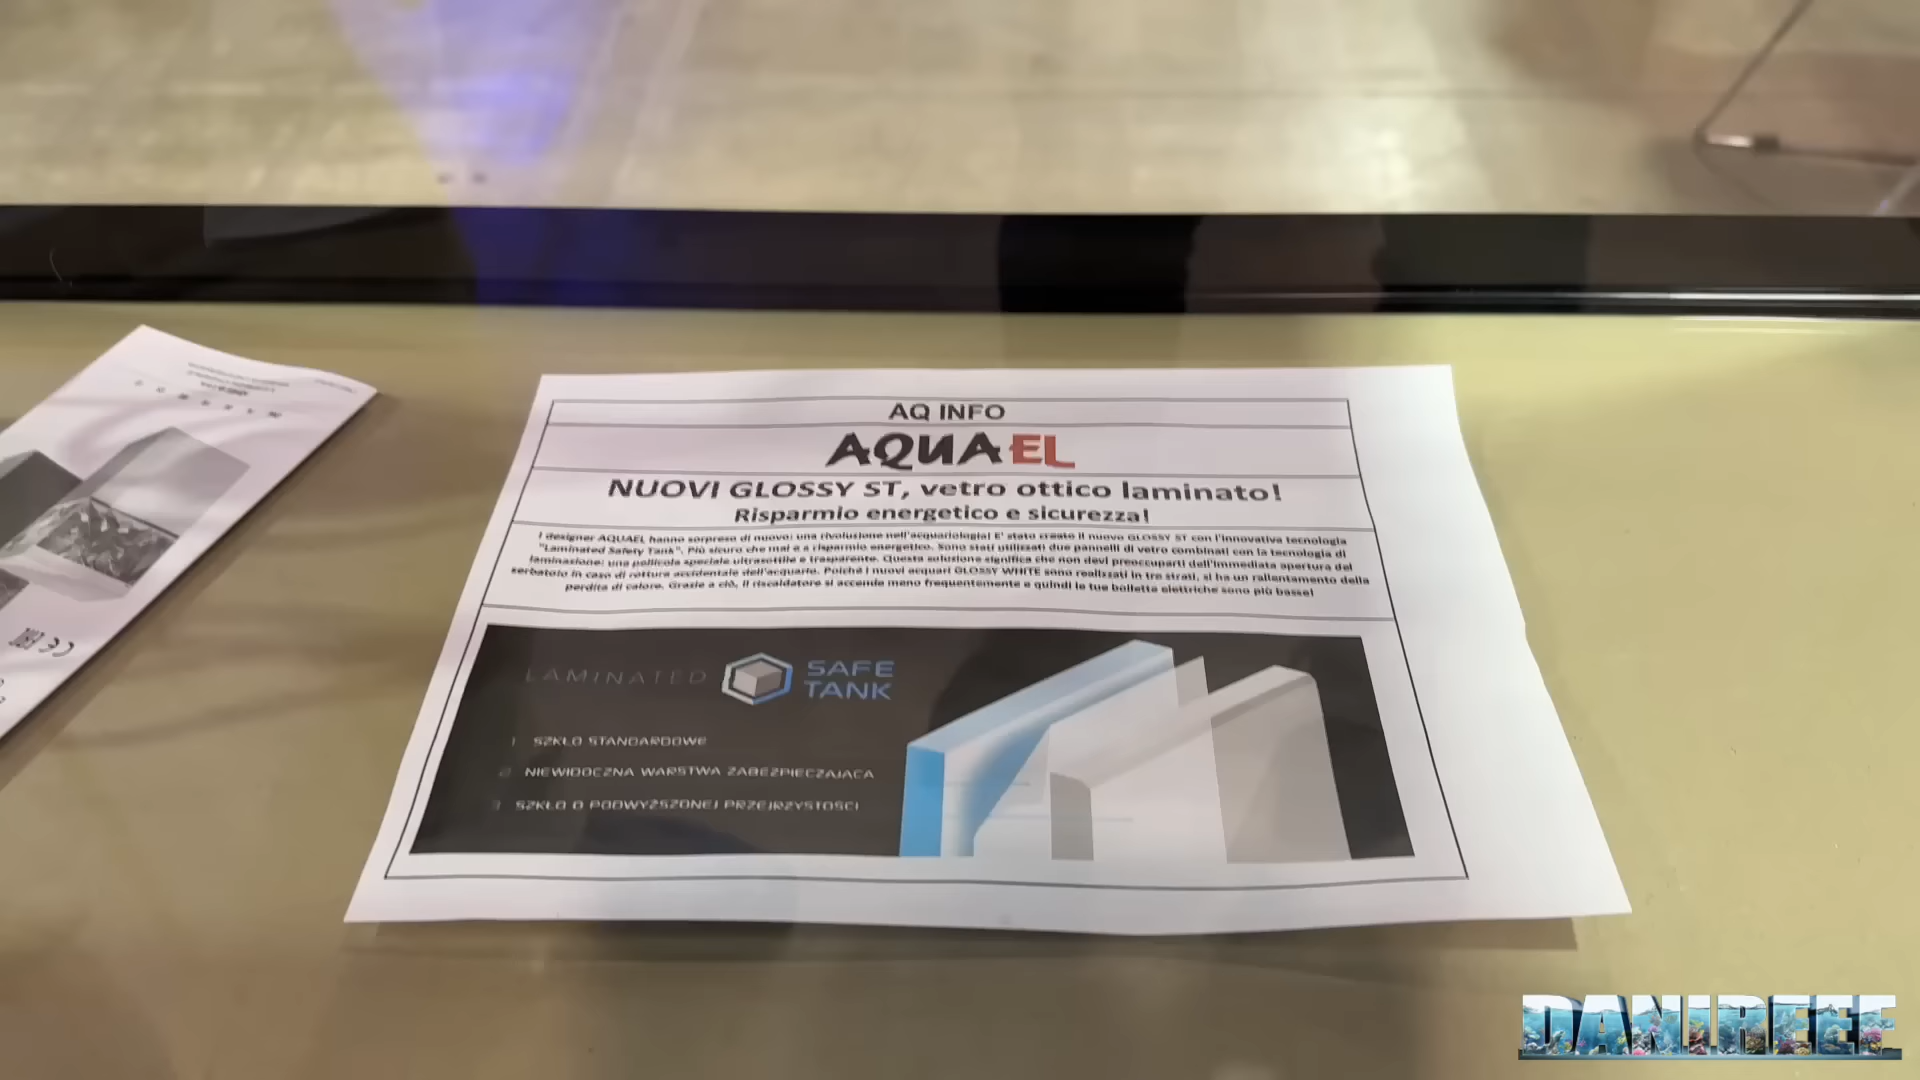 AQ INFO
AQUAEL
NUOVI GLOSSY ST, vetro ottico laminato!
Risparmio energetico e sicurezza!
I designer AQUAEL hanno sorpreso di nuovo: una rivoluzione nell'acquariologia! E' stato creato il nuovo GLOSSY ST con l'innovativa tecnologia
"Laminated Safety Tank". Più sicuro che mai e a risparmio energetico. Sono stati utilizzati due pannelli di vetro combinati con la tecnologia di
laminazione: una pellicola speciale ultrasottile e trasparente. Questa soluzione significa che non devi preoccuparti dell'immediata apertura del
serbatoio in caso di rottura accidentale dell'acquario. Poiché i nuovi acquari GLOSSY WHITE sono realizzati in tre strati, si ha un rallentamento della
perdita di calore. Grazie a ciò, il riscaldatore si accende meno frequentemente e quindi le tue bollette elettriche sono più basse!
LAMINATED SAFE TANK
1 SZKŁO STANDARDOWE
2 NIEWIDOCZNA WARSTWA ZABEZPIECZAJĄCA
3 SZKŁO O PODWYŻSZONEJ PRZEJRZYSTOŚCI
CE
DANIREEF